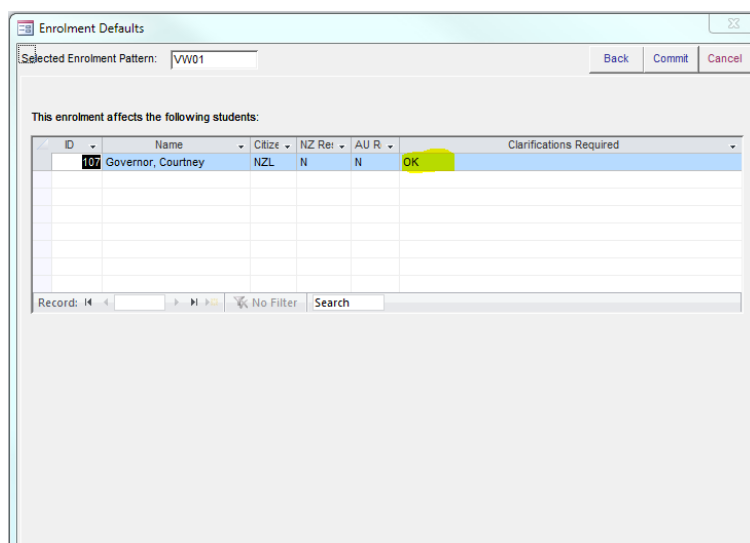 Enrolment Defaults
Selected Enrolment Pattern: VW01 Back Commit Cancel
This enrolment affects the following students:
ID Name Citize NZ Re: AU R Clarifications Required
107 Governor, Courtney NZL N N OK
Record: No Filter Search